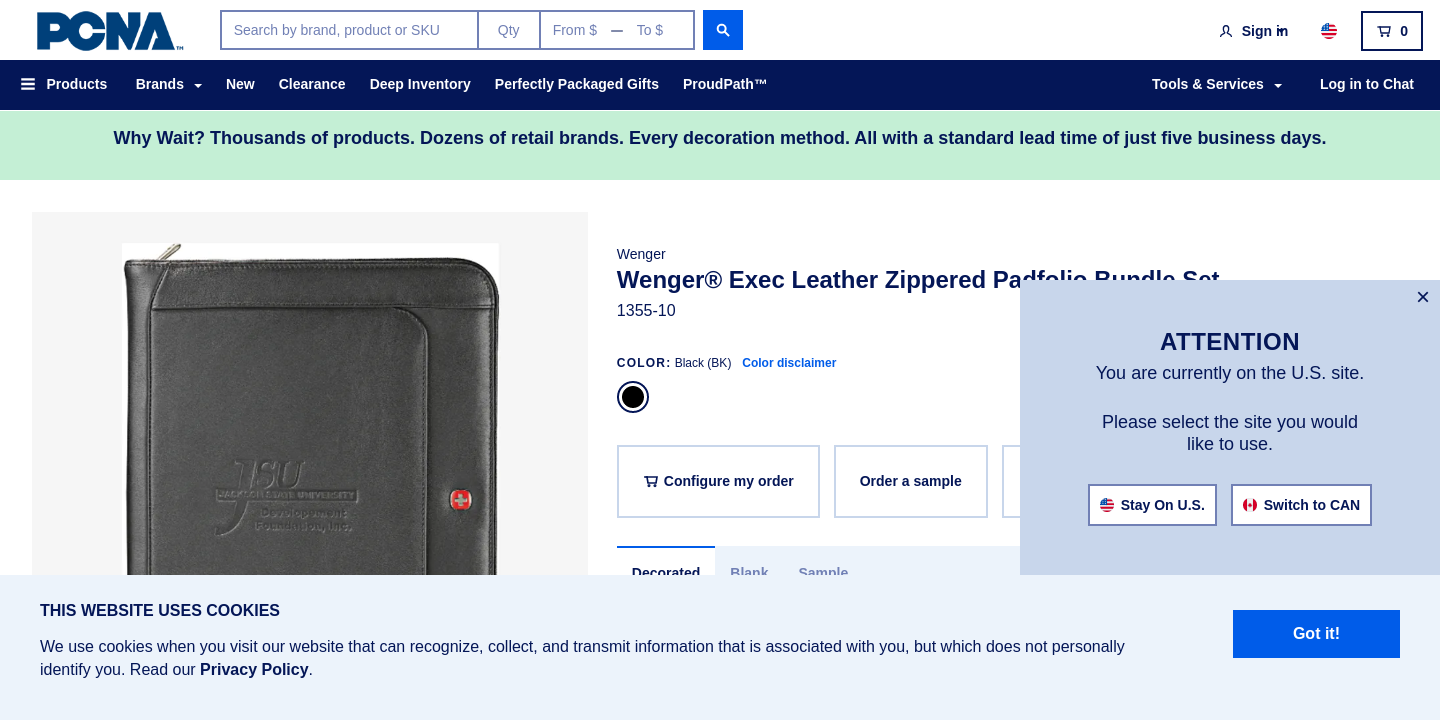 PCNA™
Search by brand, product or SKU
Qty
From $ — To $
Sign in
0
Products
Brands
New
Clearance
Deep Inventory
Perfectly Packaged Gifts
ProudPath™
Tools & Services
Log in to Chat
Why Wait? Thousands of products. Dozens of retail brands. Every decoration method. All with a standard lead time of just five business days.
JSU
JACKSON STATE UNIVERSITY
Development
Foundation, Inc.
Wenger
Wenger® Exec Leather Zippered Padfolio Bundle Set
1355-10
COLOR: Black (BK) Color disclaimer
Configure my order
Order a sample
Decorated
Blank
Sample
×
ATTENTION
You are currently on the U.S. site.
Please select the site you would
like to use.
Stay On U.S.
Switch to CAN
THIS WEBSITE USES COOKIES
We use cookies when you visit our website that can recognize, collect, and transmit information that is associated with you, but which does not personally
identify you. Read our Privacy Policy.
Got it!